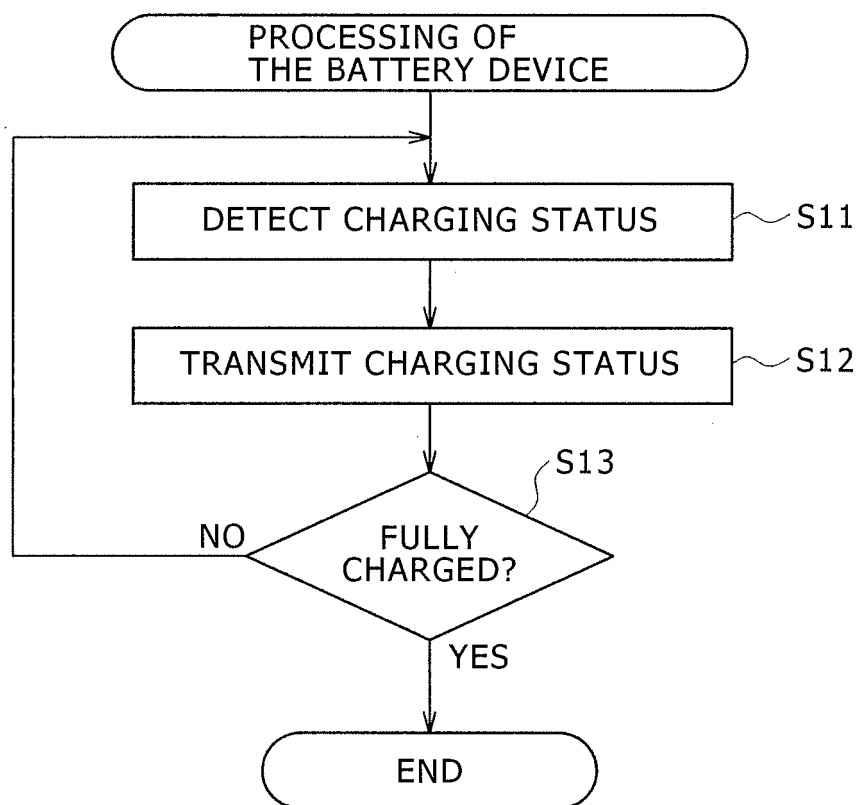 PROCESSING OF
THE BATTERY DEVICE
DETECT CHARGING STATUS
S11
TRANSMIT CHARGING STATUS
S12
S13
FULLY
CHARGED?
NO
YES
END